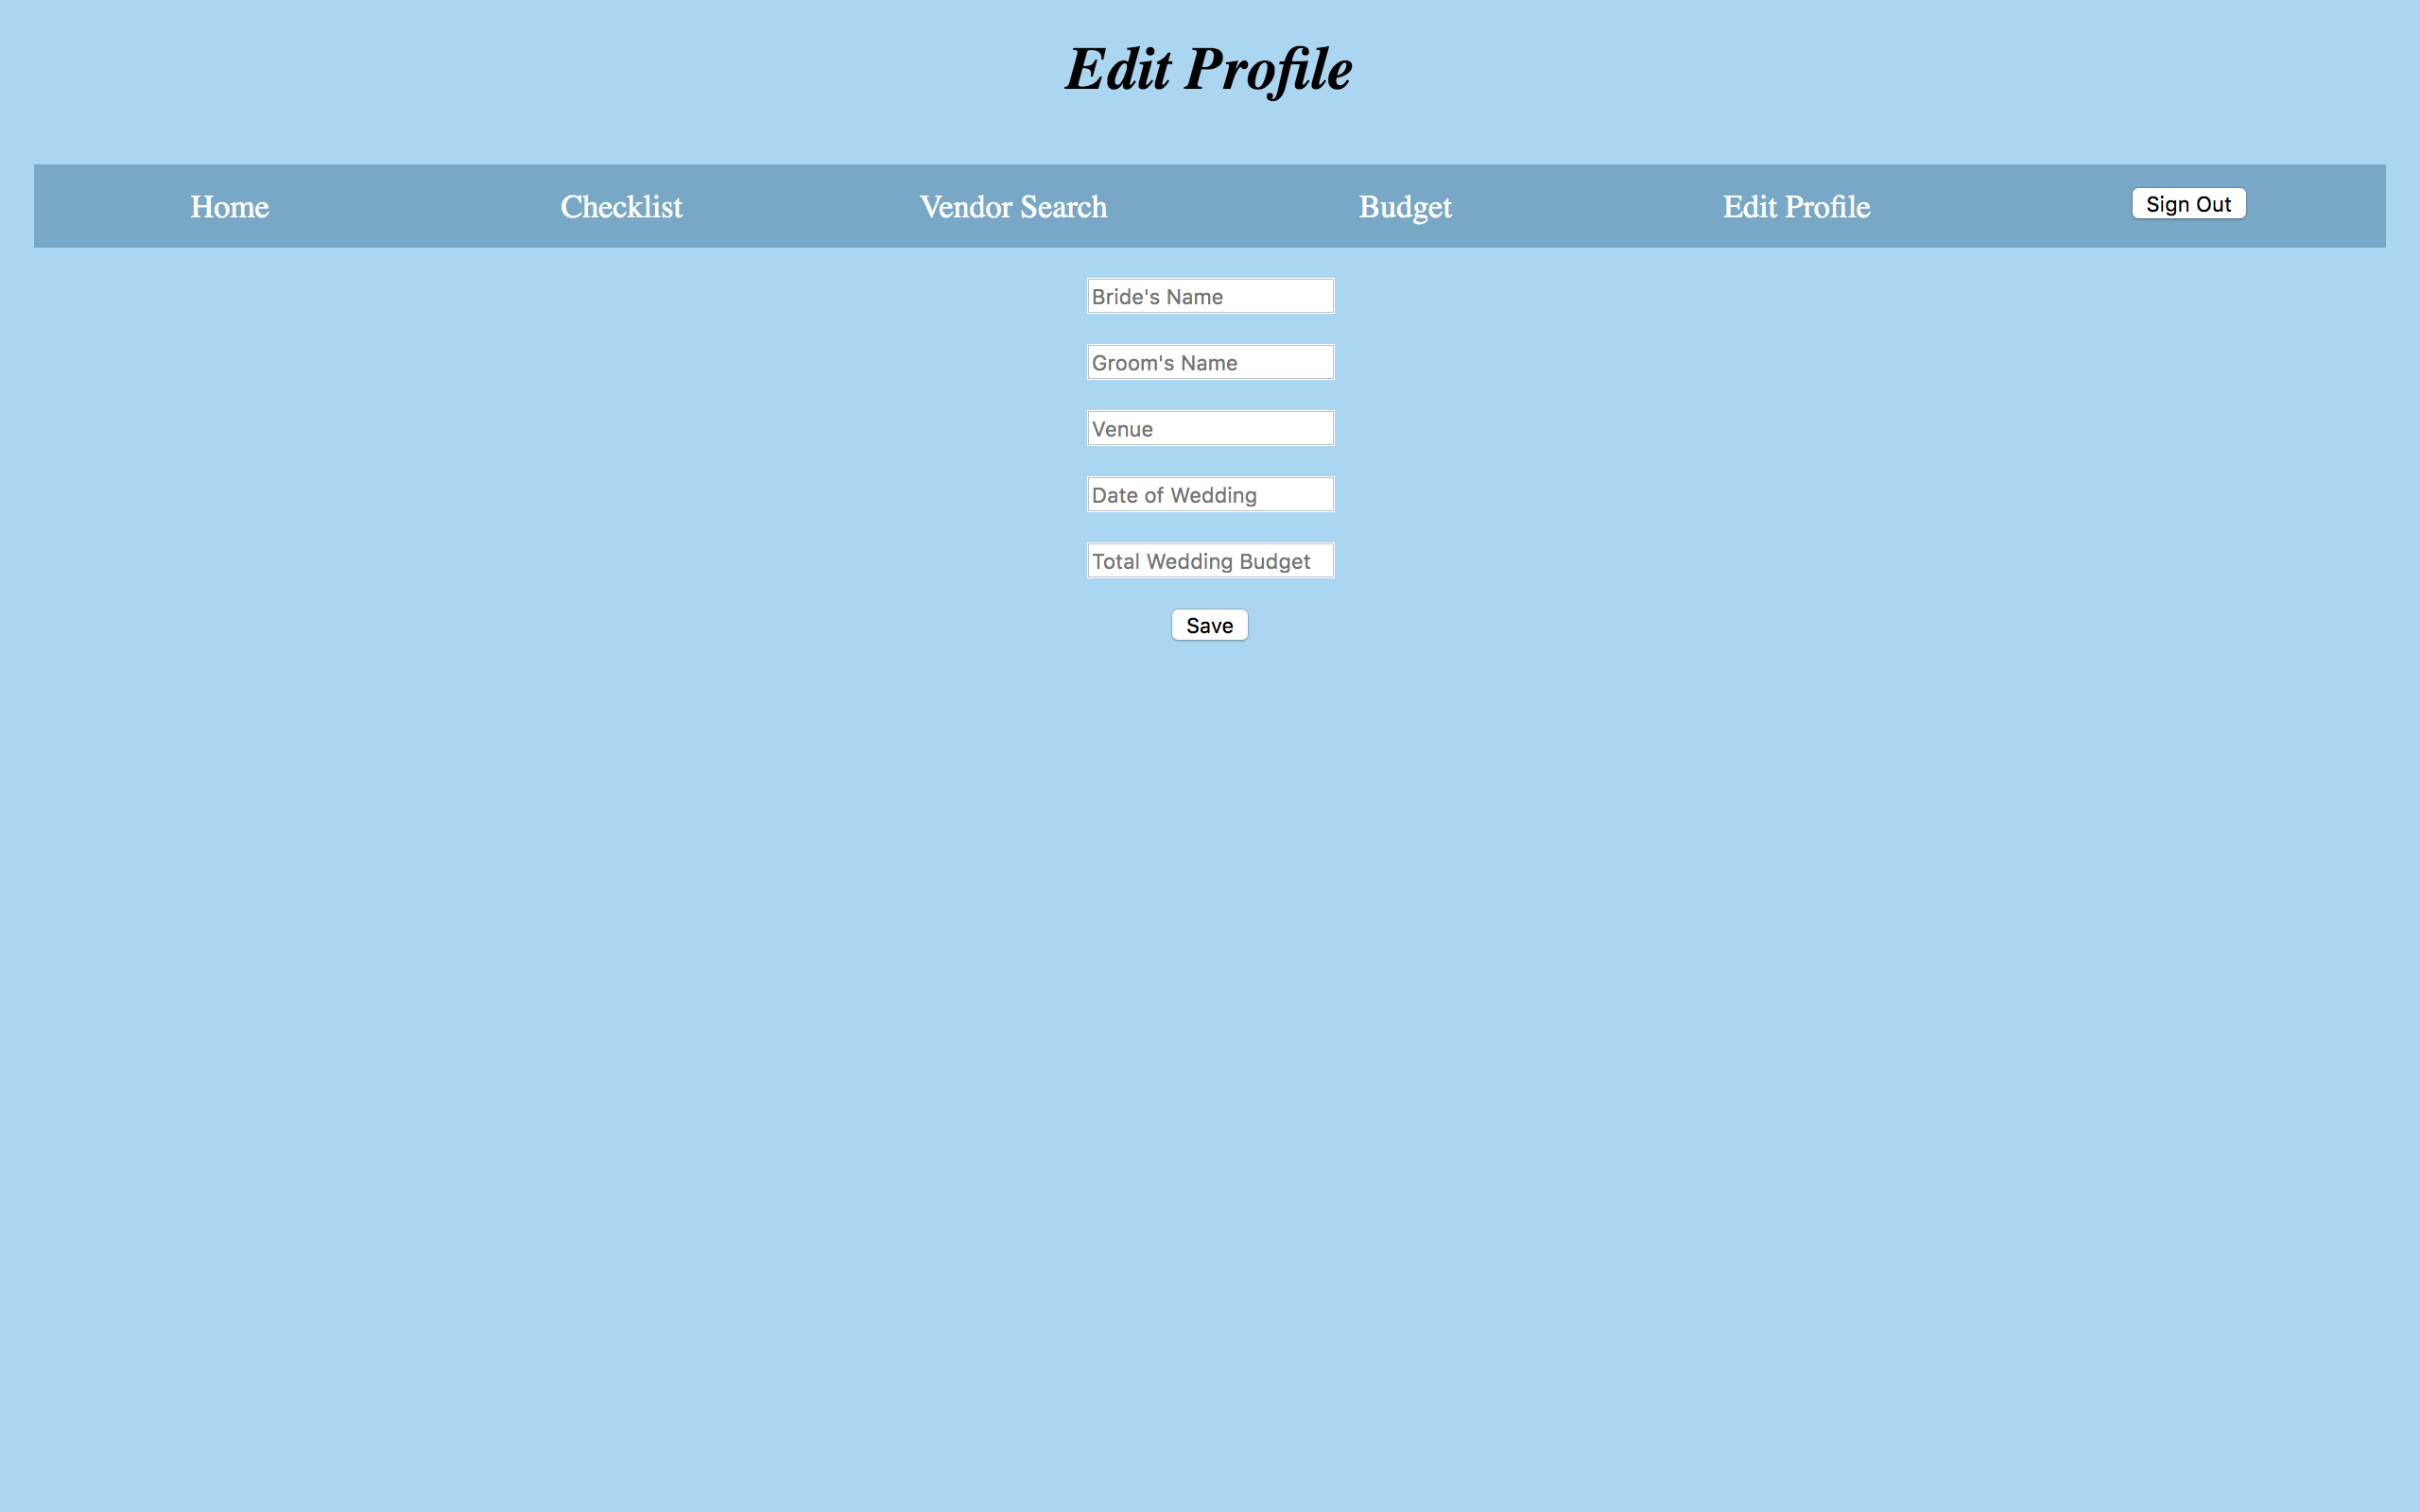 Edit Profile
Home Checklist Vendor Search Budget Edit Profile Sign Out
Bride's Name
Groom's Name
Venue
Date of Wedding
Total Wedding Budget
Save